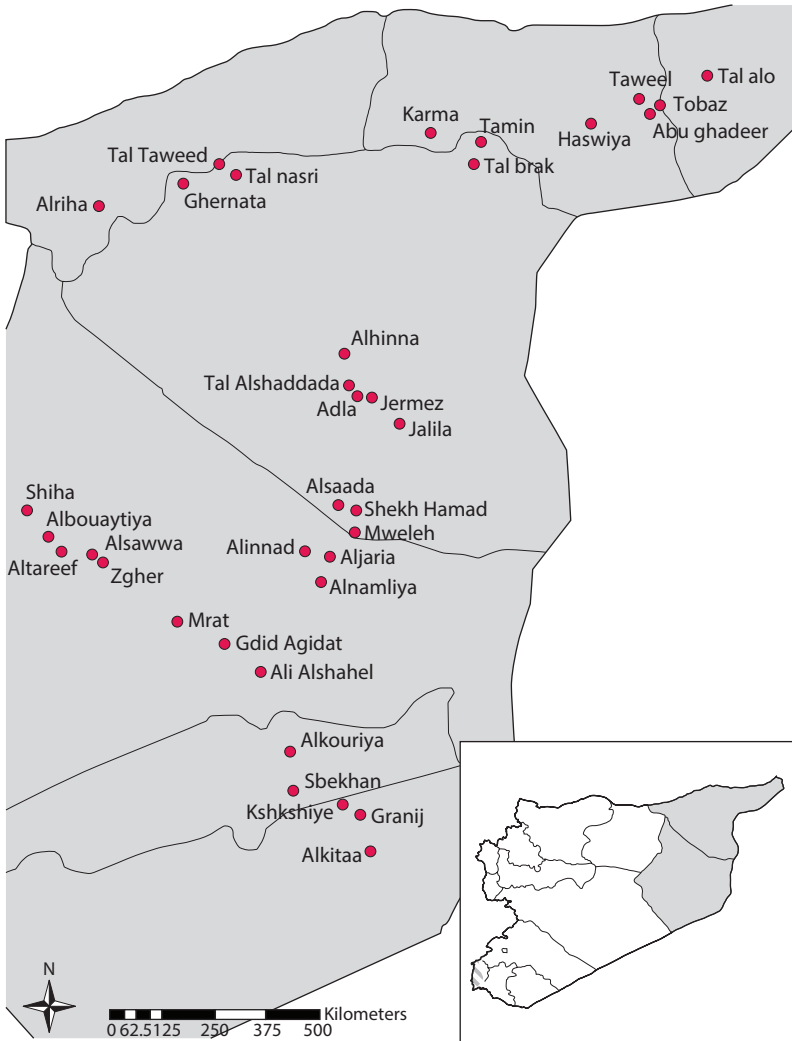 Tal alo
Taweel
Tobaz
Karma
Tamin
Abu ghadeer
Haswiya
Tal Taweed
Tal brak
Tal nasri
Ghernata
Alriha
Alhinna
Tal Alshaddada
Adla
Jermez
Jalila
Alsaada
Shiha
Shekh Hamad
Albouaytiya
Mweleh
Alsawwa
Alinnad
Aljaria
Altareef
Zgher
Alnamliya
Mrat
Gdid Agidat
Ali Alshahel
Alkouriya
Sbekhan
Kshkshiye
Granij
Alkitaa
N
Kilometers
0 62.5125 250 375 500